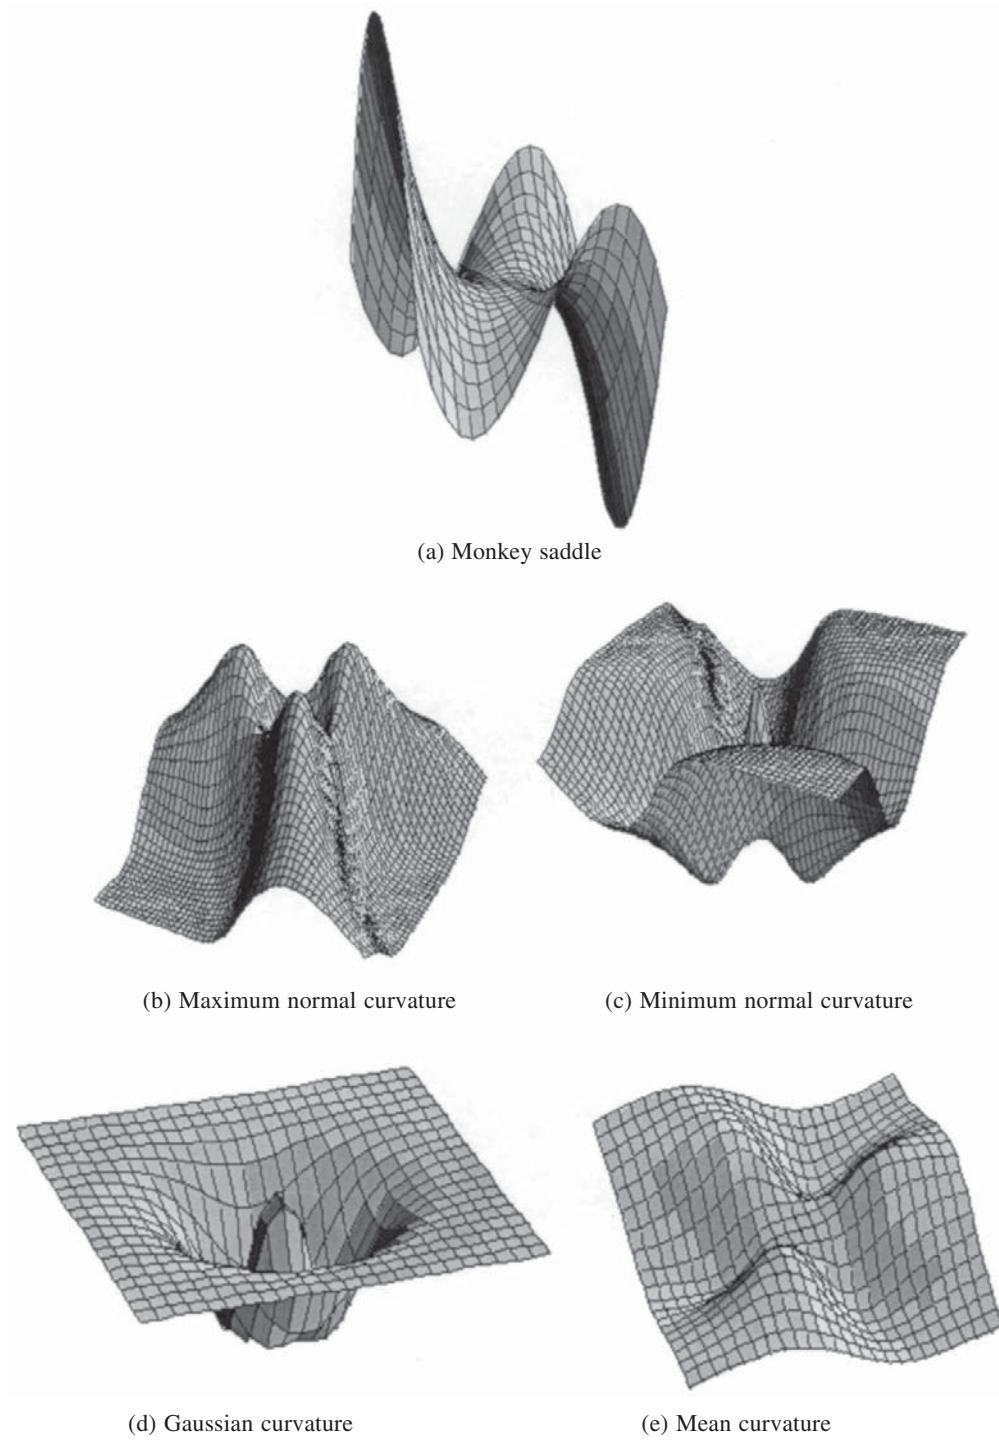 (a) Monkey saddle
(b) Maximum normal curvature
(c) Minimum normal curvature
(d) Gaussian curvature
(e) Mean curvature